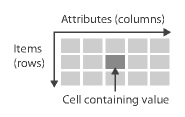 Attributes (columns)
Items
(rows)
Cell containing value